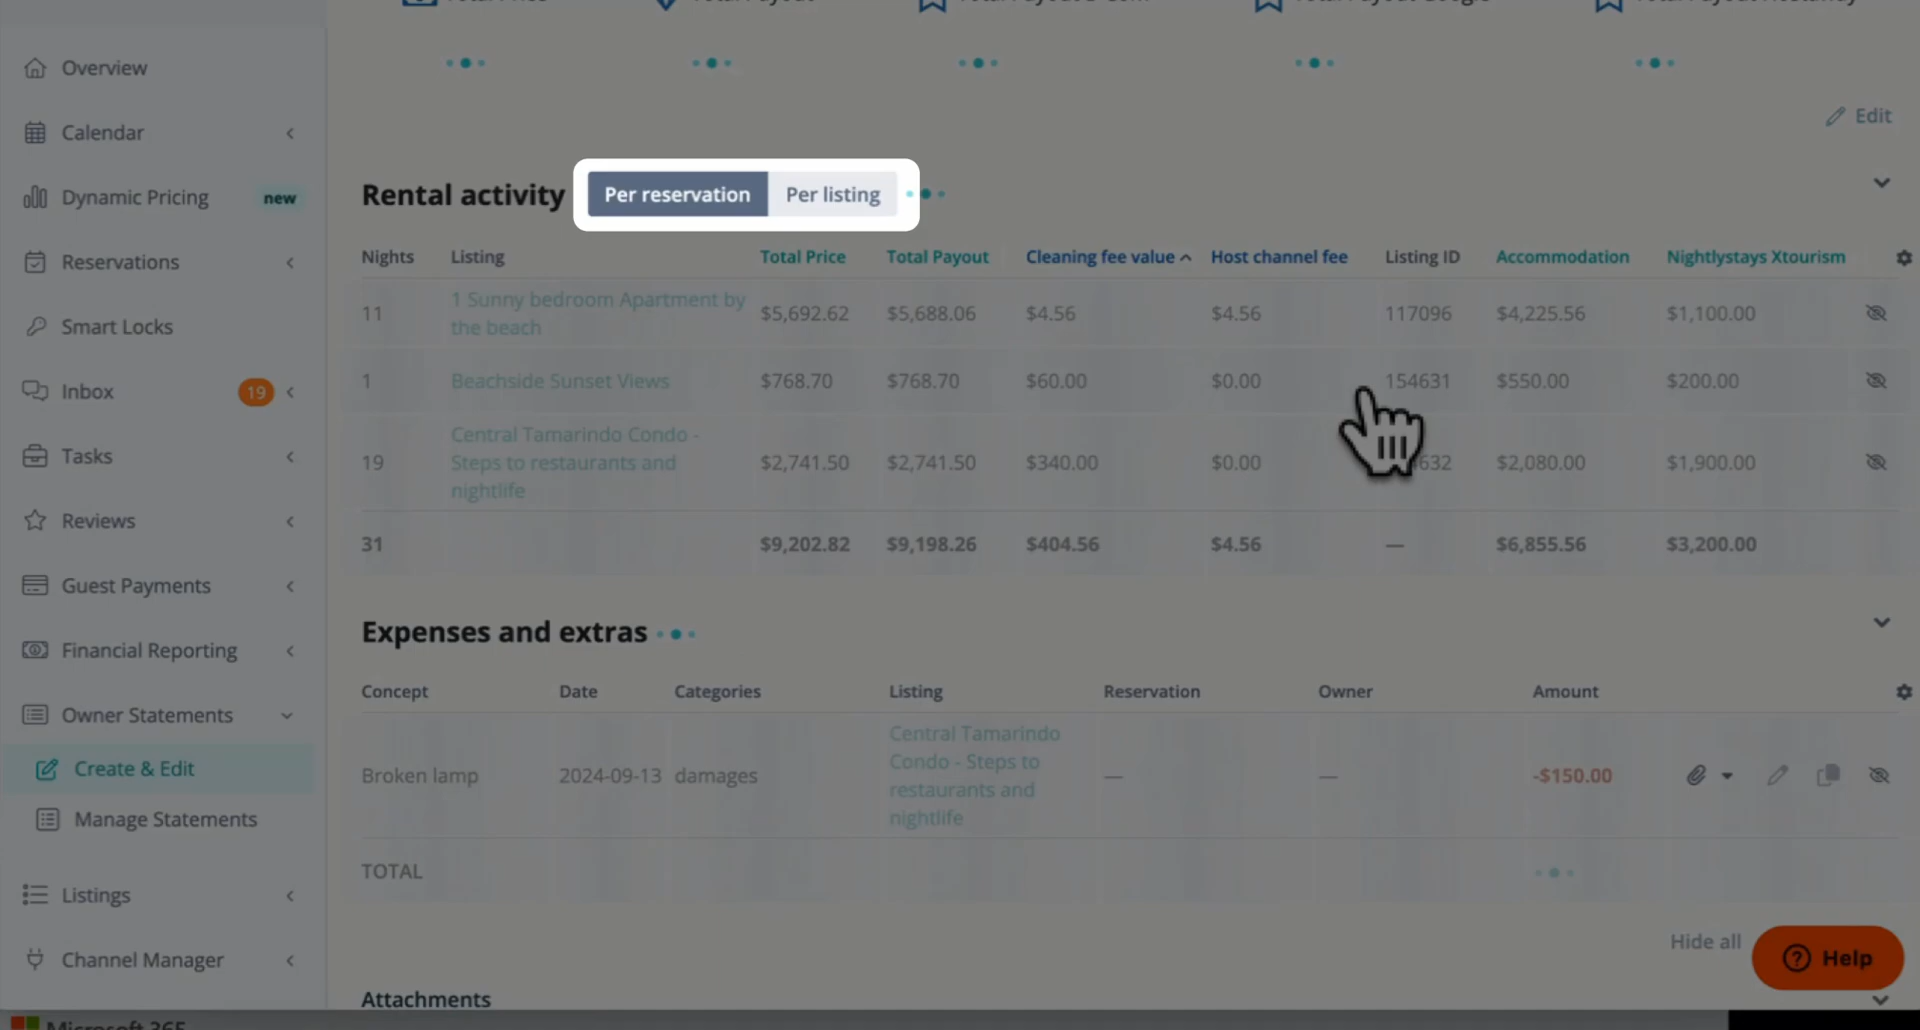 Overview
Calendar
Dynamic Pricing new
Reservations
Smart Locks
Inbox 19
Tasks
Reviews
Guest Payments
Financial Reporting
Owner Statements
Create & Edit
Manage Statements
Listings
Channel Manager
Edit
Rental activity Per reservation Per listing
Nights Listing Total Price Total Payout Cleaning fee value Host channel fee Listing ID Accommodation Nightlystays Xtourism
11 1 Sunny bedroom Apartment by
the beach $5,692.62 $5,688.06 $4.56 $4.56 117096 $4,225.56 $1,100.00
1 Beachside Sunset Views $768.70 $768.70 $60.00 $0.00 154631 $550.00 $200.00
Central Tamarindo Condo -
19 Steps to restaurants and $2,741.50 $2,741.50 $340.00 $0.00 632 $2,080.00 $1,900.00
nightlife
31 $9,202.82 $9,198.26 $404.56 $4.56 — $6,855.56 $3,200.00
Expenses and extras
Concept Date Categories Listing Reservation Owner Amount
Central Tamarindo
Condo - Steps to
Broken lamp 2024-09-13 damages restaurants and — — -$150.00
nightlife
TOTAL
Hide all
Help
Attachments
Microsoft 365